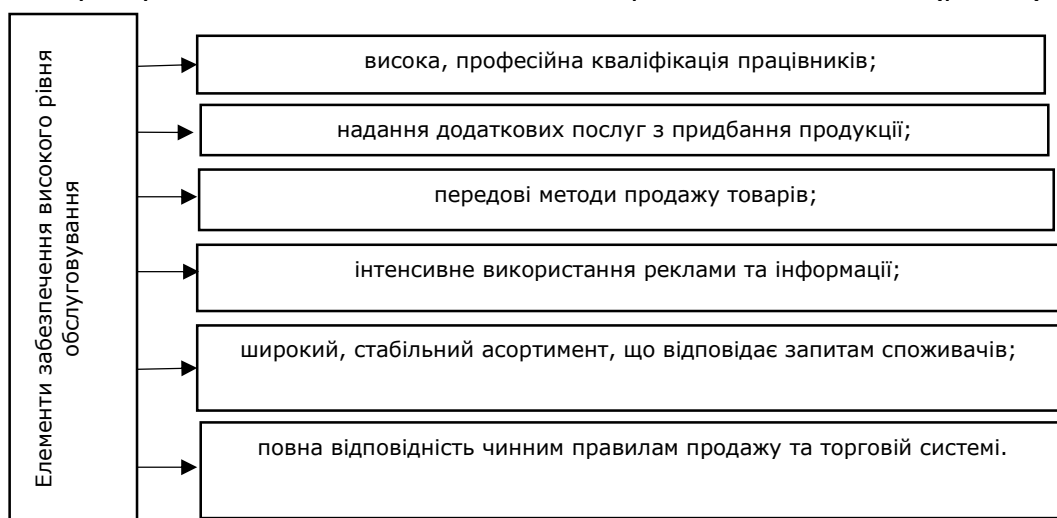 Елементи забезпечення високого рівня
обслуговування
висока, професійна кваліфікація працівників;
надання додаткових послуг з придбання продукції;
передові методи продажу товарів;
інтенсивне використання реклами та інформації;
широкий, стабільний асортимент, що відповідає запитам споживачів;
повна відповідність чинним правилам продажу та торговій системі.